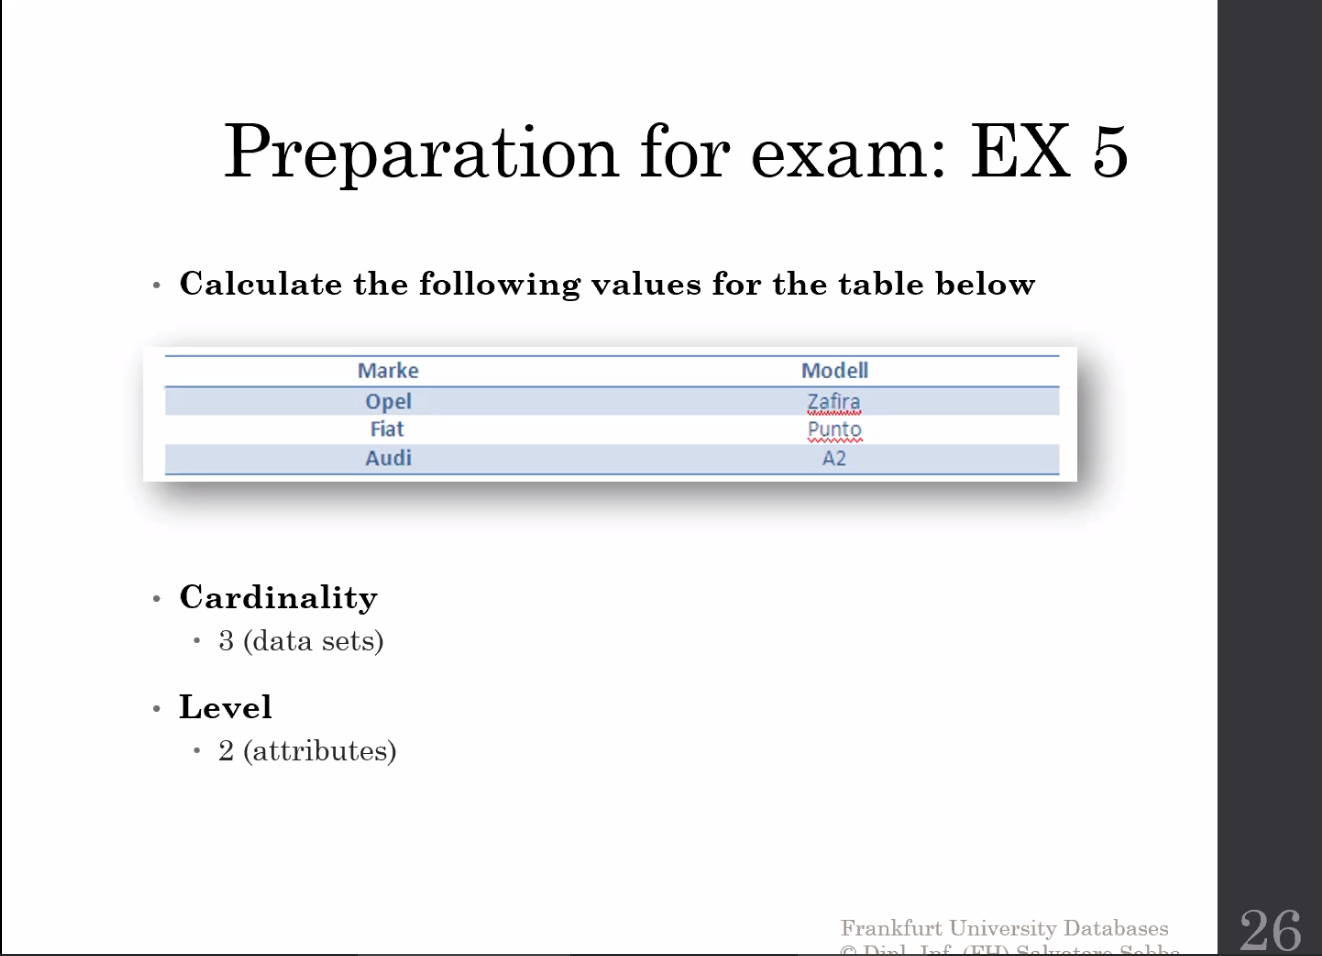 Preparation for exam: EX 5
• Calculate the following values for the table below
Marke Modell
Opel Zafira
Fiat Punto
Audi A2
• Cardinality
• 3 (data sets)
• Level
• 2 (attributes)
Frankfurt University Databases
© Dipl. Inf. (FH) Salvatore
26